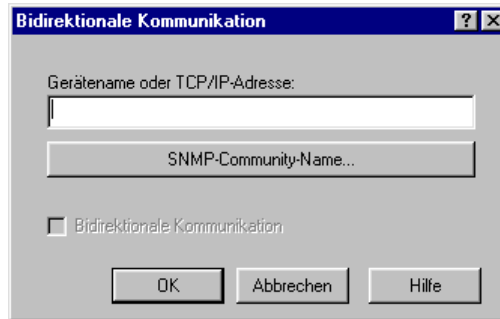 Bidirektionale Kommunikation
Gerätename oder TCP/IP-Adresse:
SNMP-Community-Name...
Bidirektionale Kommunikation
OK Abbrechen Hilfe